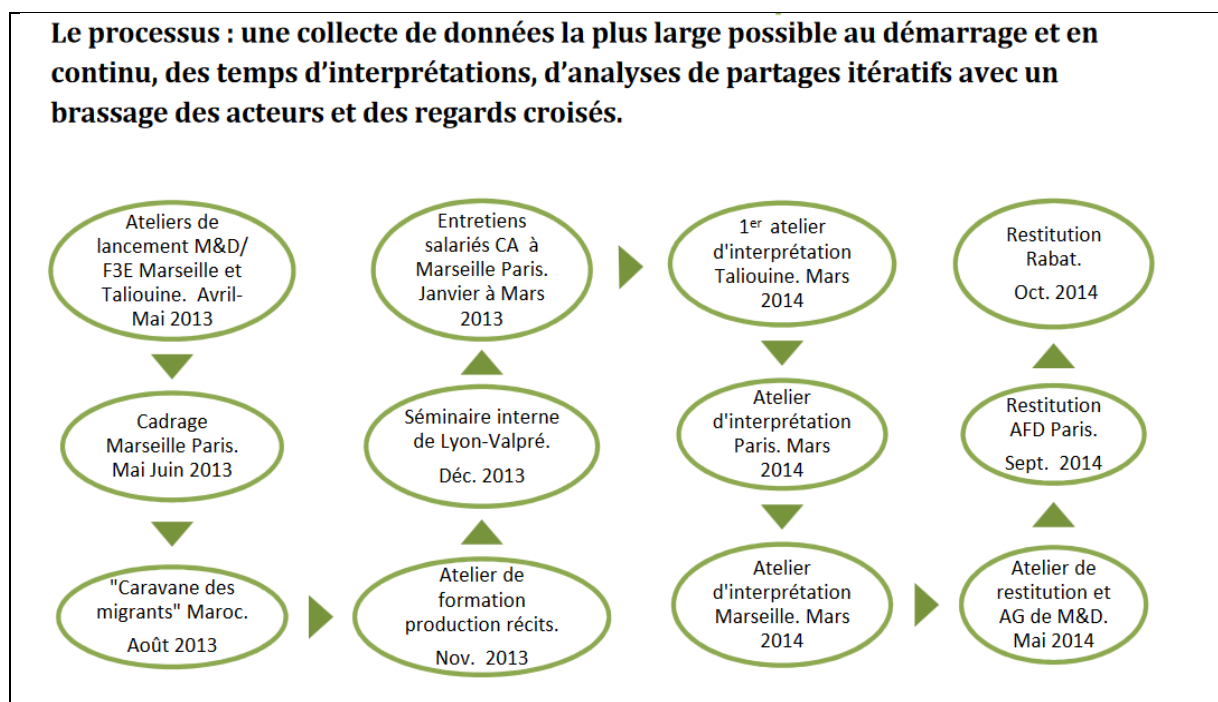 Le processus : une collecte de données la plus large possible au démarrage et en
continu, des temps d'interprétations, d'analyses de partages itératifs avec un
brassage des acteurs et des regards croisés.
Ateliers de
lancement M&D/
F3E Marseille et
Taliouine. Avril-
Mai 2013
Cadrage
Marseille Paris.
Mai Juin 2013
"Caravane des
migrants" Maroc.
Août 2013
Atelier de
formation
production récits.
Nov. 2013
Séminaire interne
de Lyon-Valpré.
Déc. 2013
Entretiens
salariés CA à
Marseille Paris.
Janvier à Mars
2013
1er atelier
d'interprétation
Taliouine. Mars
2014
Atelier
d'interprétation
Paris. Mars
2014
Atelier
d'interprétation
Marseille. Mars
2014
Atelier de
restitution et
AG de M&D.
Mai 2014
Restitution
AFD Paris.
Sept. 2014
Restitution
Rabat.
Oct. 2014